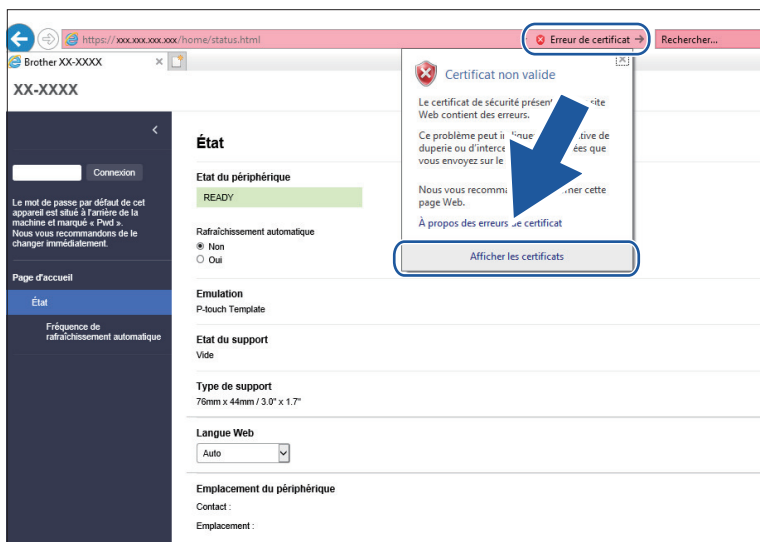 https://xxx.xxx.xxx.xxx/home/status.html
Erreur de certificat
Rechercher...
Brother XX-XXXX
XX-XXXX
Certificat non valide
Le certificat de sécurité présent site
Web contient des erreurs.
Ce problème peut de
duperie ou que
vous envoyez sur le
Nous vous cette
page Web.
À propos des erreurs de certificat
Afficher les certificats
Connexion
Le mot de passe par défaut de cet
appareil est situé à l'arrière de la
machine et marqué « Pwd ».
Nous vous recommandons de le
changer immédiatement.
Page d'accueil
État
Fréquence de
rafraîchissement automatique
État
Etat du périphérique
READY
Rafraîchissement automatique
Non
Oui
Emulation
P-touch Template
Etat du support
Vide
Type de support
76mm x 44mm / 3.0" x 1.7"
Langue Web
Auto
Emplacement du périphérique
Contact :
Emplacement :